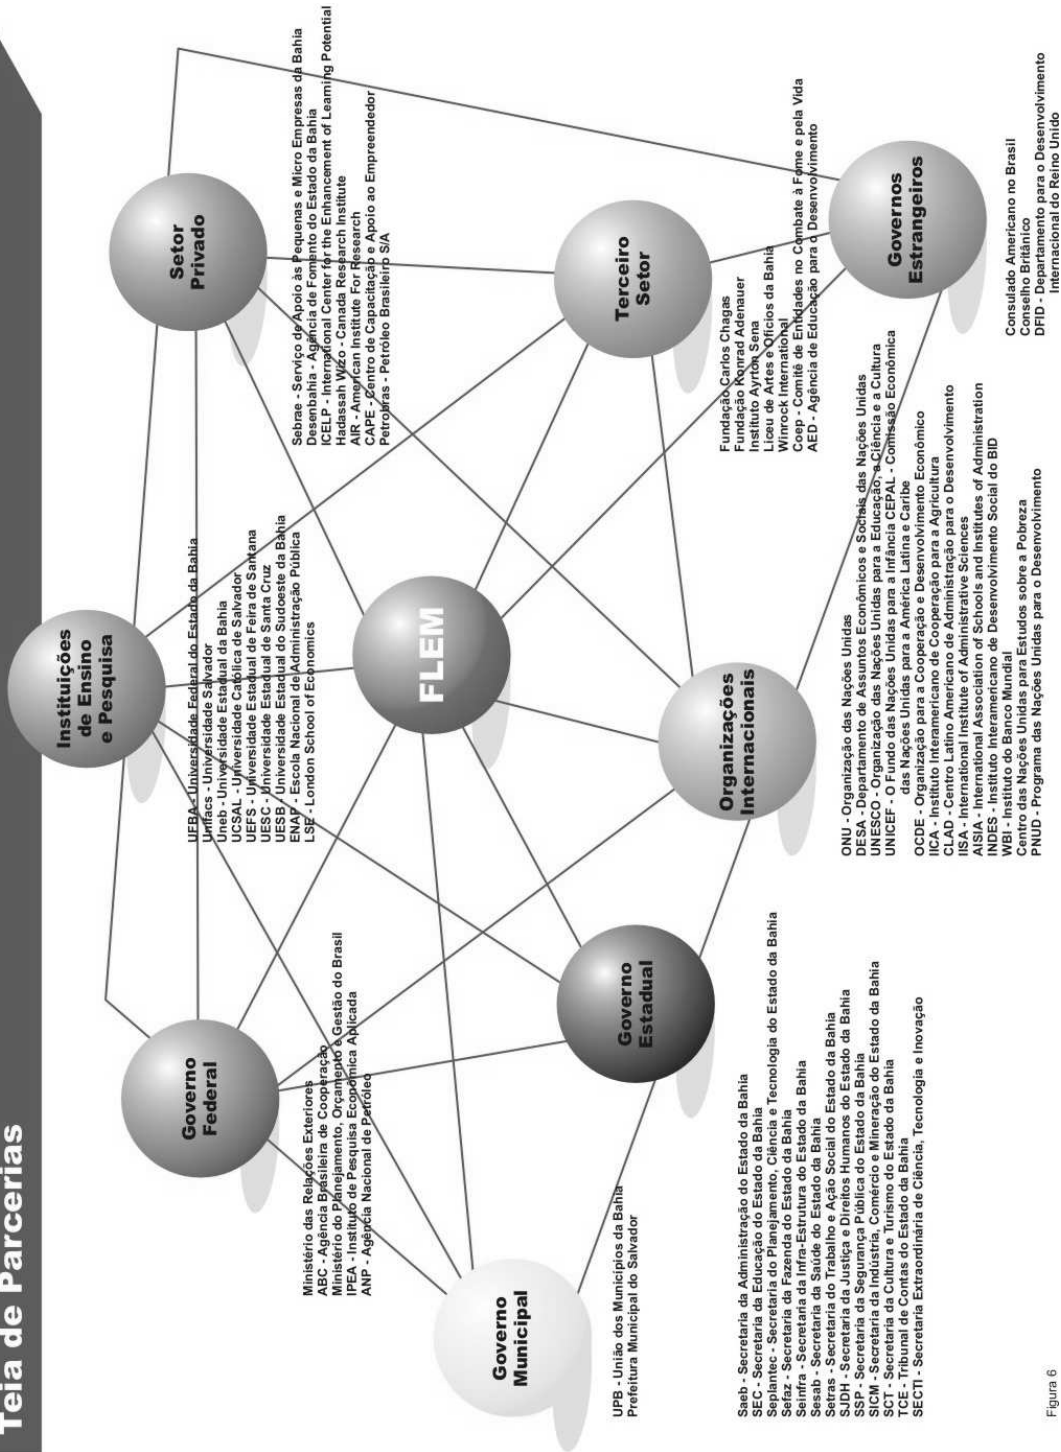 Teia de Parcerias
Governo
Municipal
UPB - União dos Municípios da Bahia
Prefeitura Municipal do Salvador
Governo
Federal
Ministério das Relações Exteriores
ABC - Agência Brasileira de Cooperação
Ministério do Planejamento, Orçamento e Gestão do Brasil
IPEA - Instituto de Pesquisa Econômica Aplicada
ANP - Agência Nacional de Petróleo
Governo
Estadual
Saeb - Secretaria da Administração do Estado da Bahia
SEC - Secretaria da Educação do Estado da Bahia
Seplantec - Secretaria do Planejamento, Ciência e Tecnologia do Estado da Bahia
Sefaz - Secretaria da Fazenda do Estado da Bahia
Seinfra - Secretaria da Infra-Estrutura do Estado da Bahia
Sesab - Secretaria da Saúde do Estado da Bahia
Setras - Secretaria do Trabalho e Ação Social do Estado da Bahia
SJDH - Secretaria da Justiça e Direitos Humanos do Estado da Bahia
SSP - Secretaria da Segurança Pública do Estado da Bahia
SICM - Secretaria da Indústria, Comércio e Mineração do Estado da Bahia
SCT - Secretaria da Cultura e Turismo do Estado da Bahia
TCE - Tribunal de Contas do Estado da Bahia
SECTI - Secretaria Extraordinária de Ciência, Tecnologia e Inovação
Instituições
de Ensino
e Pesquisa
UFBA - Universidade Federal do Estado da Bahia
Unifacs - Universidade Salvador
Uneb - Universidade Estadual da Bahia
UCSAL - Universidade Católica de Salvador
UEFS - Universidade Estadual de Feira de Santana
UESC - Universidade Estadual de Santa Cruz
UESB - Universidade Estadual do Sudoeste da Bahia
ENAP - Escola Nacional de Administração Pública
LSE - London School of Economics
FLEM
Organizações
Internacionais
ONU - Organização das Nações Unidas
DESA - Departamento de Assuntos Econômicos e Sociais das Nações Unidas
UNESCO - Organização das Nações Unidas para a Educação, a Ciência e a Cultura
UNICEF - O Fundo das Nações Unidas para a Infância CEPAL - Comissão Econômica
das Nações Unidas para a América Latina e Caribe
OCDE - Organização para a Cooperação e Desenvolvimento Econômico
IICA - Instituto Interamericano de Cooperação para a Agricultura
CLAD - Centro Latino Americano de Administração para o Desenvolvimento
IISA - International Institute of Administrative Sciences
AISIA - International Association of Schools and Institutes of Administration
INDES - Instituto Interamericano de Desenvolvimento Social do BID
WBI - Instituto do Banco Mundial
Centro das Nações Unidas para Estudos sobre a Pobreza
PNUD - Programa das Nações Unidas para o Desenvolvimento
Setor
Privado
Sebrae - Serviço de Apoio às Pequenas e Micro Empresas da Bahia
Desenbahia - Agência de Fomento do Estado da Bahia
ICELP - International Center for the Enhancement of Learning Potential
Hadassah Wizo - Canada Research Institute
AIR - American Institute For Research
CAPE - Centro de Capacitação e Apoio ao Empreendedor
Petrobras - Petróleo Brasileiro S/A
Terceiro
Setor
Fundação Carlos Chagas
Fundação Konrad Adenauer
Instituto Ayrton Sena
Liceu de Artes e Ofícios da Bahia
Winrock International
Coep - Comitê de Entidades no Combate à Fome e pela Vida
AED - Agência de Educação para o Desenvolvimento
Governos
Estrangeiros
Consulado Americano no Brasil
Conselho Britânico
DFID - Departamento para o Desenvolvimento
Internacional do Reino Unido
Figura 6